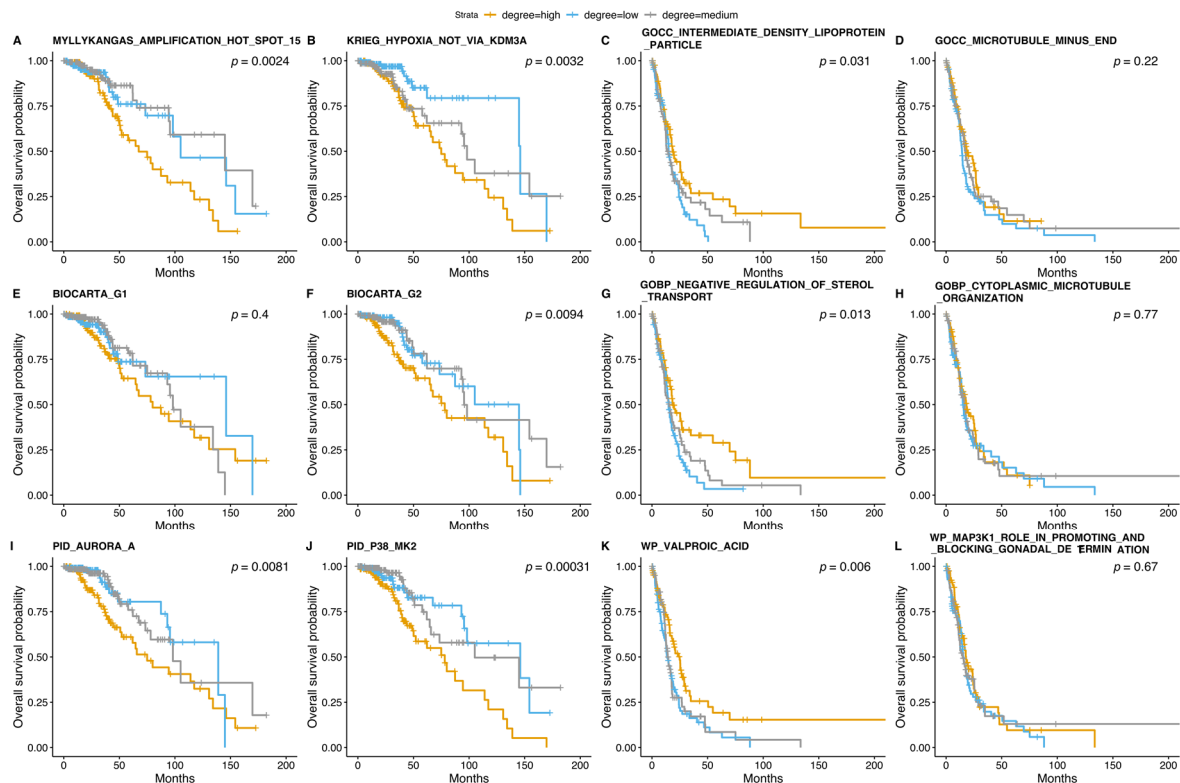 Strata degree=high degree=low degree=medium
A MYLLYKANGAS_AMPLIFICATION_HOT_SPOT_15
p = 0.0024
Overall survival probability
1.00
0.75
0.50
0.25
0.00
0 50 100 150 200
Months
B KRIEG_HYPOXIA_NOT_VIA_KDM3A
p = 0.0032
Overall survival probability
1.00
0.75
0.50
0.25
0.00
0 50 100 150 200
Months
C GOCC_INTERMEDIATE_DENSITY_LIPOPROTEIN
_PARTICLE
p = 0.031
Overall survival probability
1.00
0.75
0.50
0.25
0.00
0 50 100 150 200
Months
D GOCC_MICROTUBULE_MINUS_END
p = 0.22
Overall survival probability
1.00
0.75
0.50
0.25
0.00
0 50 100 150 200
Months
E BIOCARTA_G1
p = 0.4
Overall survival probability
1.00
0.75
0.50
0.25
0.00
0 50 100 150 200
Months
F BIOCARTA_G2
p = 0.0094
Overall survival probability
1.00
0.75
0.50
0.25
0.00
0 50 100 150 200
Months
G GOBP_NEGATIVE_REGULATION_OF_STEROL
_TRANSPORT
p = 0.013
Overall survival probability
1.00
0.75
0.50
0.25
0.00
0 50 100 150 200
Months
H GOBP_CYTOPLASMIC_MICROTUBULE
_ORGANIZATION
p = 0.77
Overall survival probability
1.00
0.75
0.50
0.25
0.00
0 50 100 150 200
Months
I PID_AURORA_A
p = 0.0081
Overall survival probability
1.00
0.75
0.50
0.25
0.00
0 50 100 150 200
Months
J PID_P38_MK2
p = 0.00031
Overall survival probability
1.00
0.75
0.50
0.25
0.00
0 50 100 150 200
Months
K WP_VALPROIC_ACID
p = 0.006
Overall survival probability
1.00
0.75
0.50
0.25
0.00
0 50 100 150 200
Months
L WP_MAP3K1_ROLE_IN_PROMOTING_AND
_BLOCKING_GONADAL_DETERMINATION
p = 0.67
Overall survival probability
1.00
0.75
0.50
0.25
0.00
0 50 100 150 200
Months